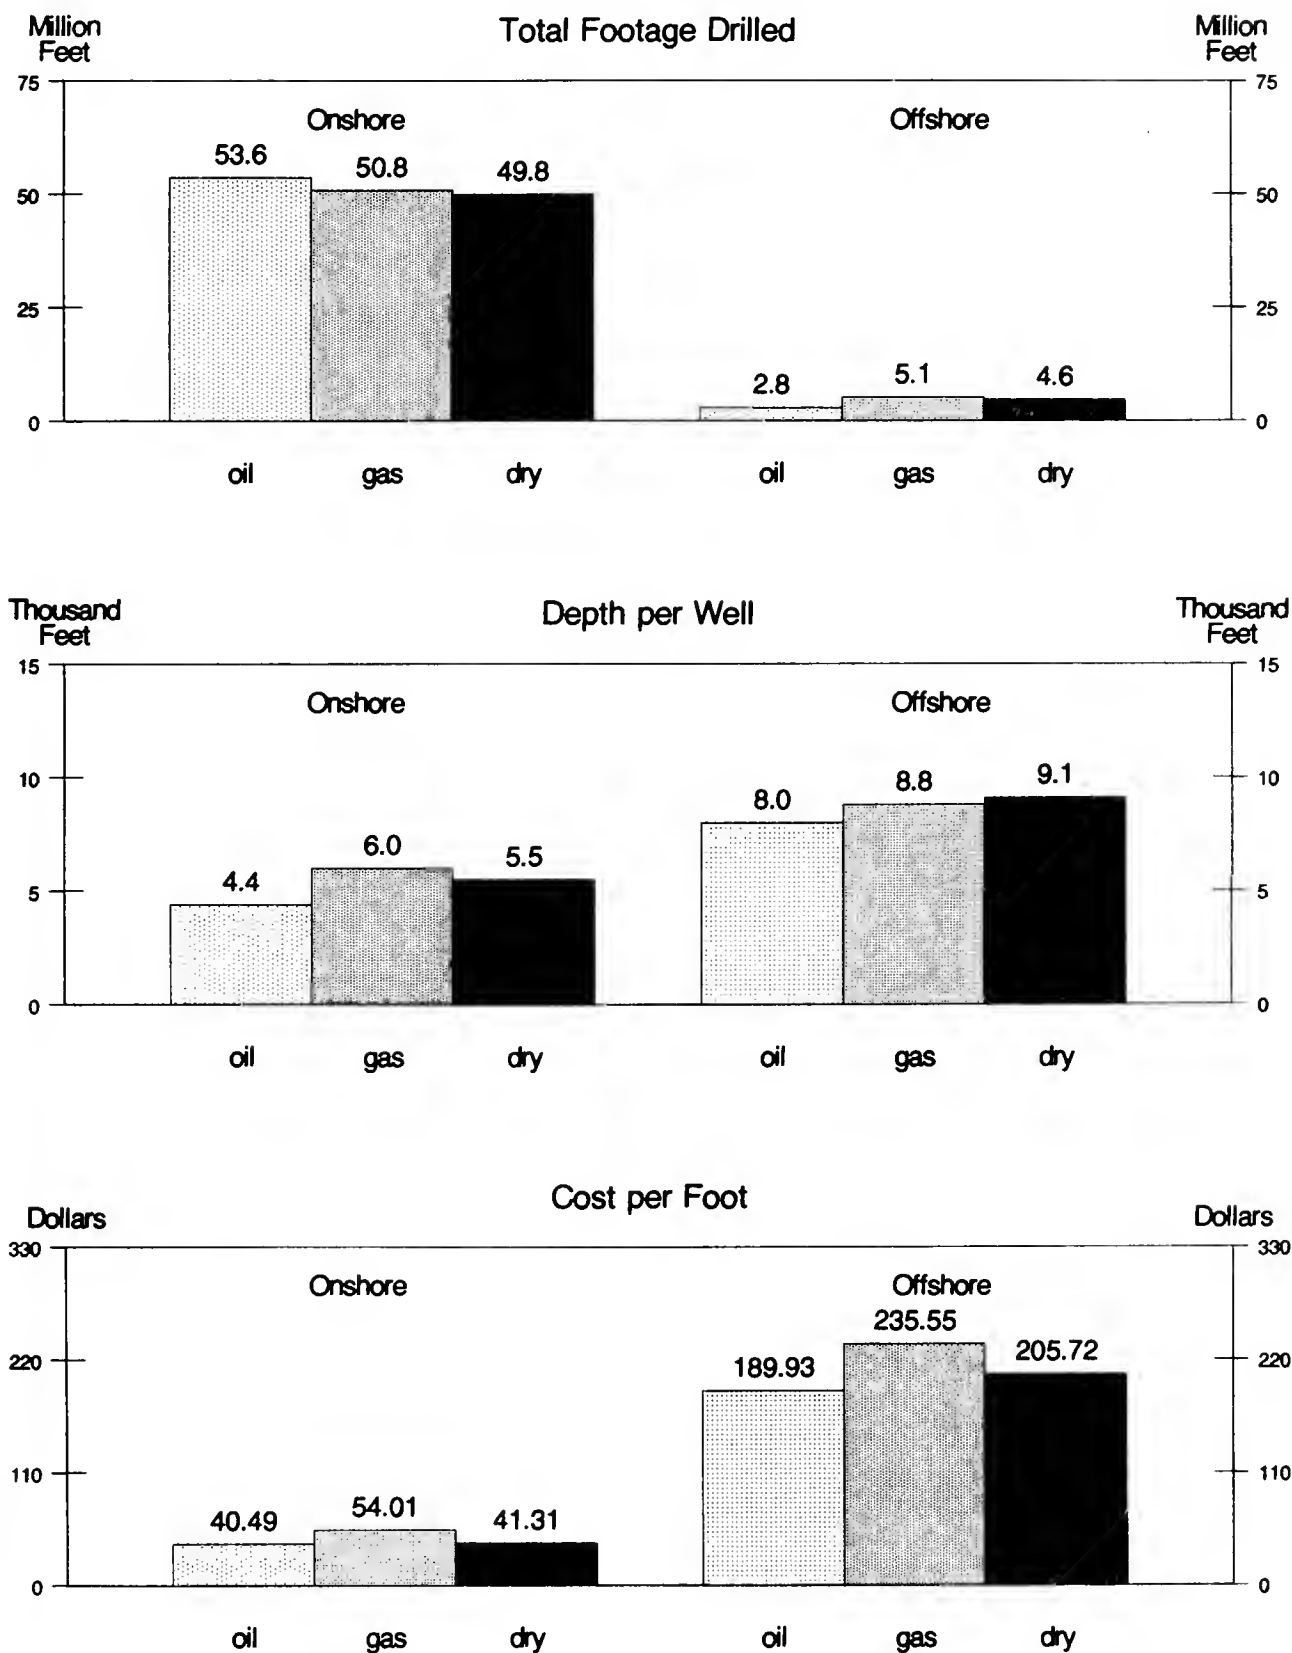 Total Footage Drilled
Million
Feet
Million
Feet
75
75
Onshore
Offshore
53.6
50.8
49.8
50
50
25
25
2.8
5.1
4.6
0
0
oil
gas
dry
oil
gas
dry
Depth per Well
Thousand
Feet
Thousand
Feet
15
15
Onshore
Offshore
10
10
8.0
8.8
9.1
4.4
6.0
5.5
5
5
0
0
oil
gas
dry
oil
gas
dry
Cost per Foot
Dollars
Dollars
330
330
Onshore
Offshore
235.55
189.93
205.72
220
220
110
110
40.49
54.01
41.31
0
0
oil
gas
dry
oil
gas
dry